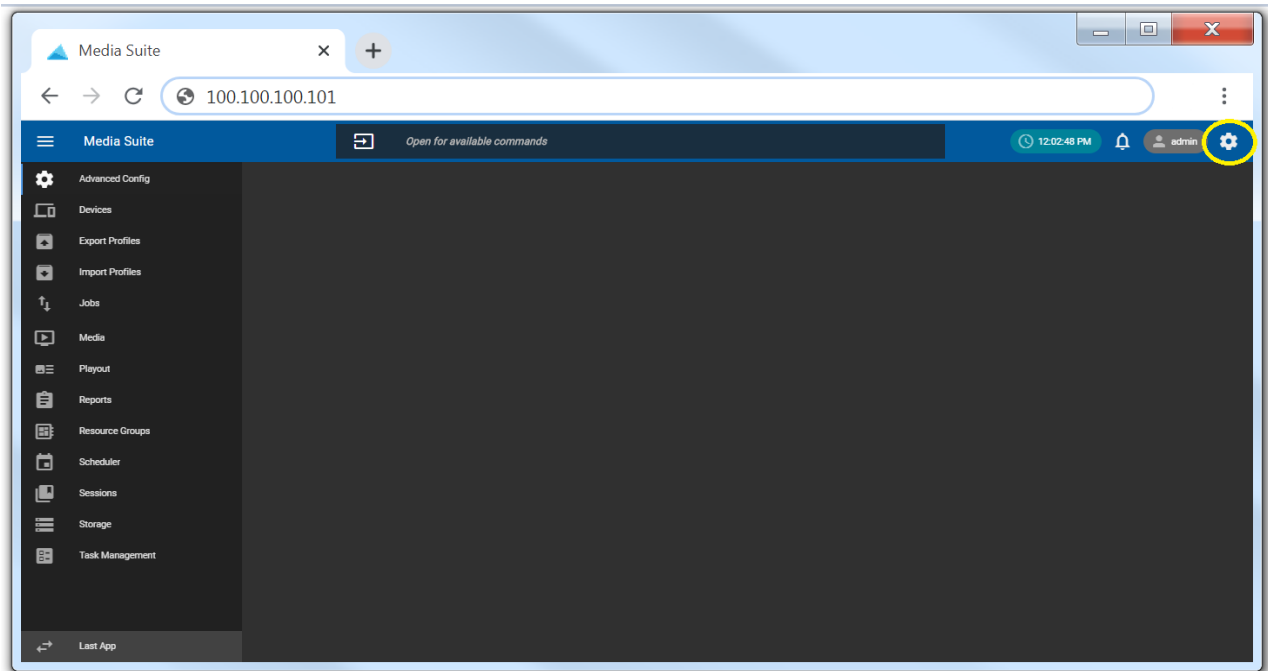 Media Suite
100.100.100.101
Media Suite
Open for available commands
12:02:48 PM
admin
Advanced Config
Devices
Export Profiles
Import Profiles
Jobs
Media
Playout
Reports
Resource Groups
Scheduler
Sessions
Storage
Task Management
Last App